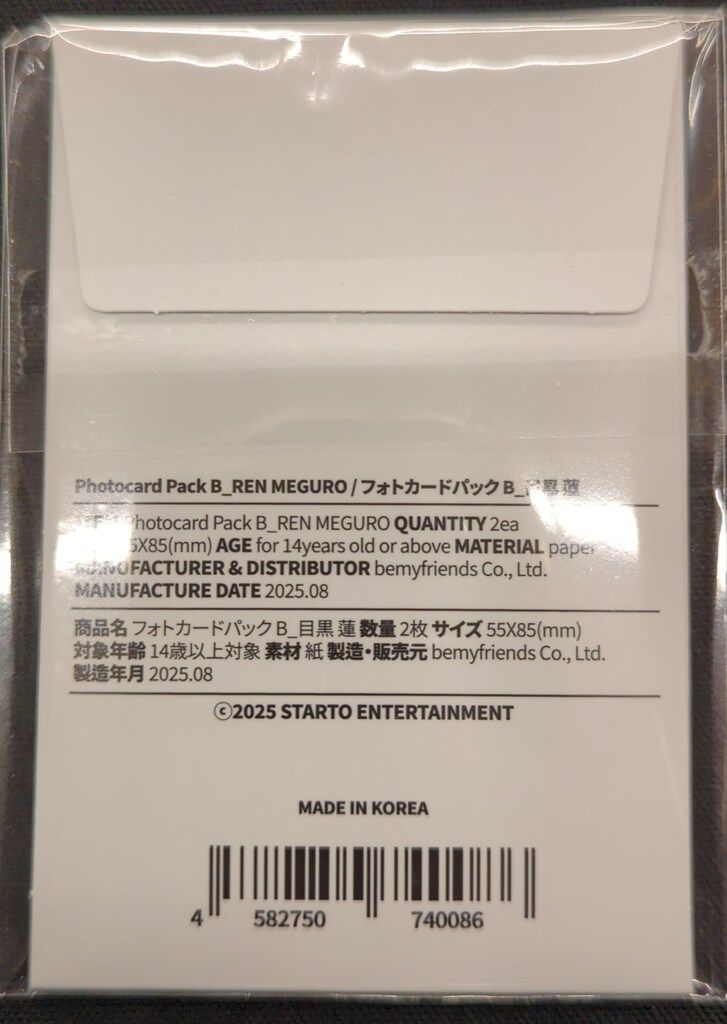 Photocard Pack B_REN MEGURO / フォトカードパック B_目黒 蓮
Photocard Pack B_REN MEGURO QUANTITY 2ea
5X85(mm) AGE for 14years old or above MATERIAL paper
MANUFACTURER & DISTRIBUTOR bemyfriends Co., Ltd.
MANUFACTURE DATE 2025.08
商品名 フォトカードパック B_目黒 蓮 数量 2枚 サイズ 55X85(mm)
対象年齢 14歳以上対象 素材 紙 製造・販売元 bemyfriends Co., Ltd.
製造年月 2025.08
ⓒ2025 STARTO ENTERTAINMENT
MADE IN KOREA
4 582750 740086